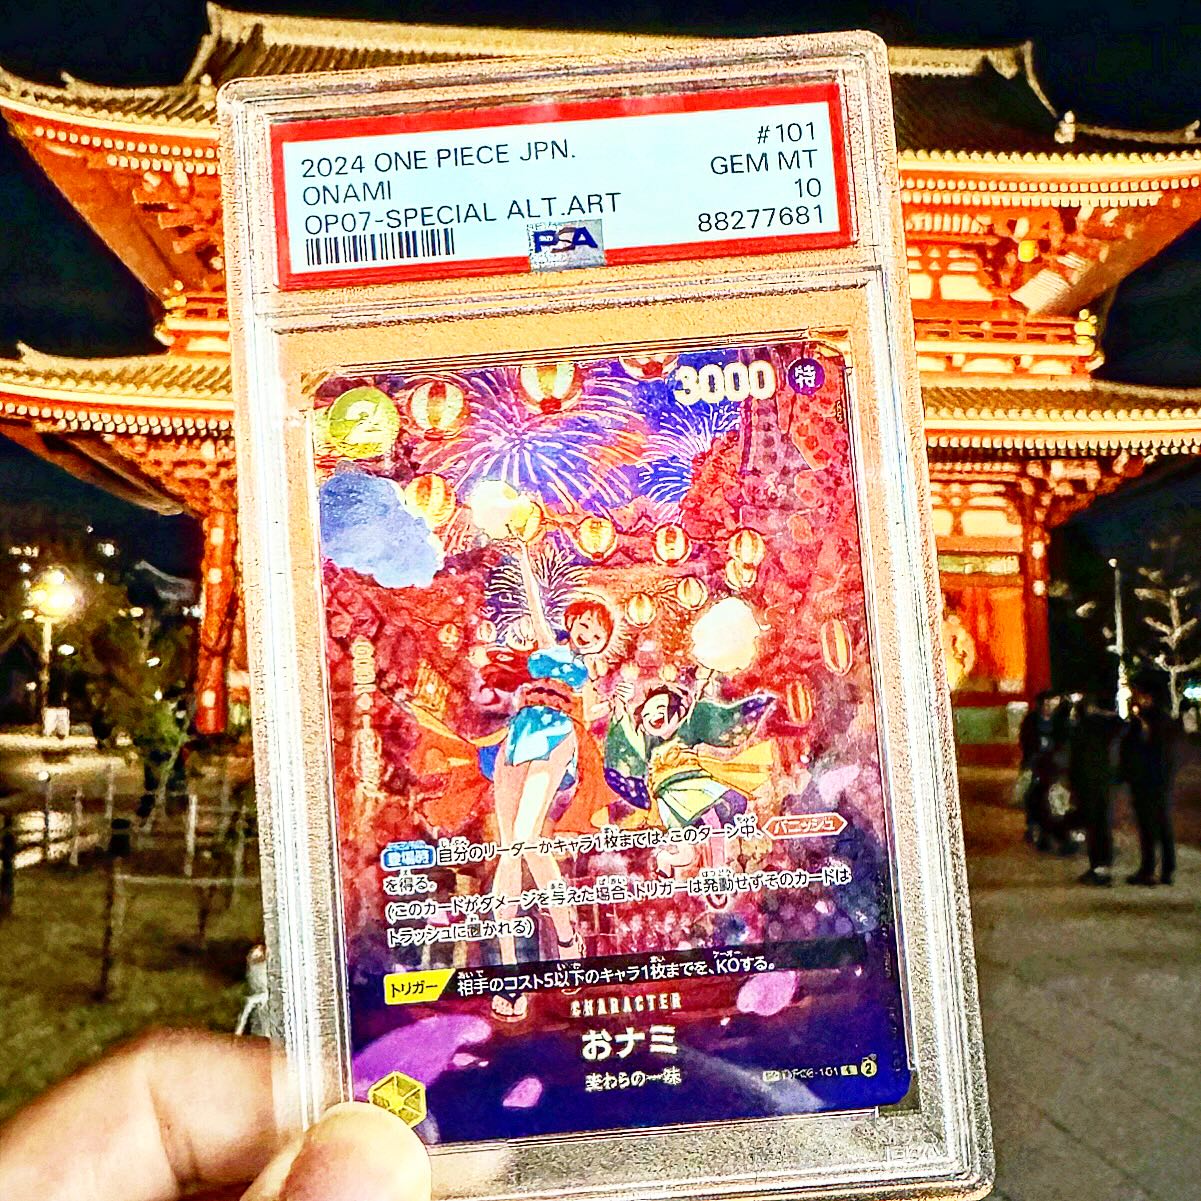 2024 ONE PIECE JPN.
#101
ONAMI
GEM MT
OP07-SPECIAL ALT.ART
10
PSA
88277681
2
3000
特
登場時 自分のリーダーかキャラ1枚までは、このターン中、バニッシュ
を得る。
(このカードがダメージを与えた場合、トリガーは発動せずそのカードは
トラッシュに置かれる)
トリガー 相手のコスト5以下のキャラ1枚までを、KOする。
CHARACTER
おナミ
麦わらの一味
OP06-101 R 2